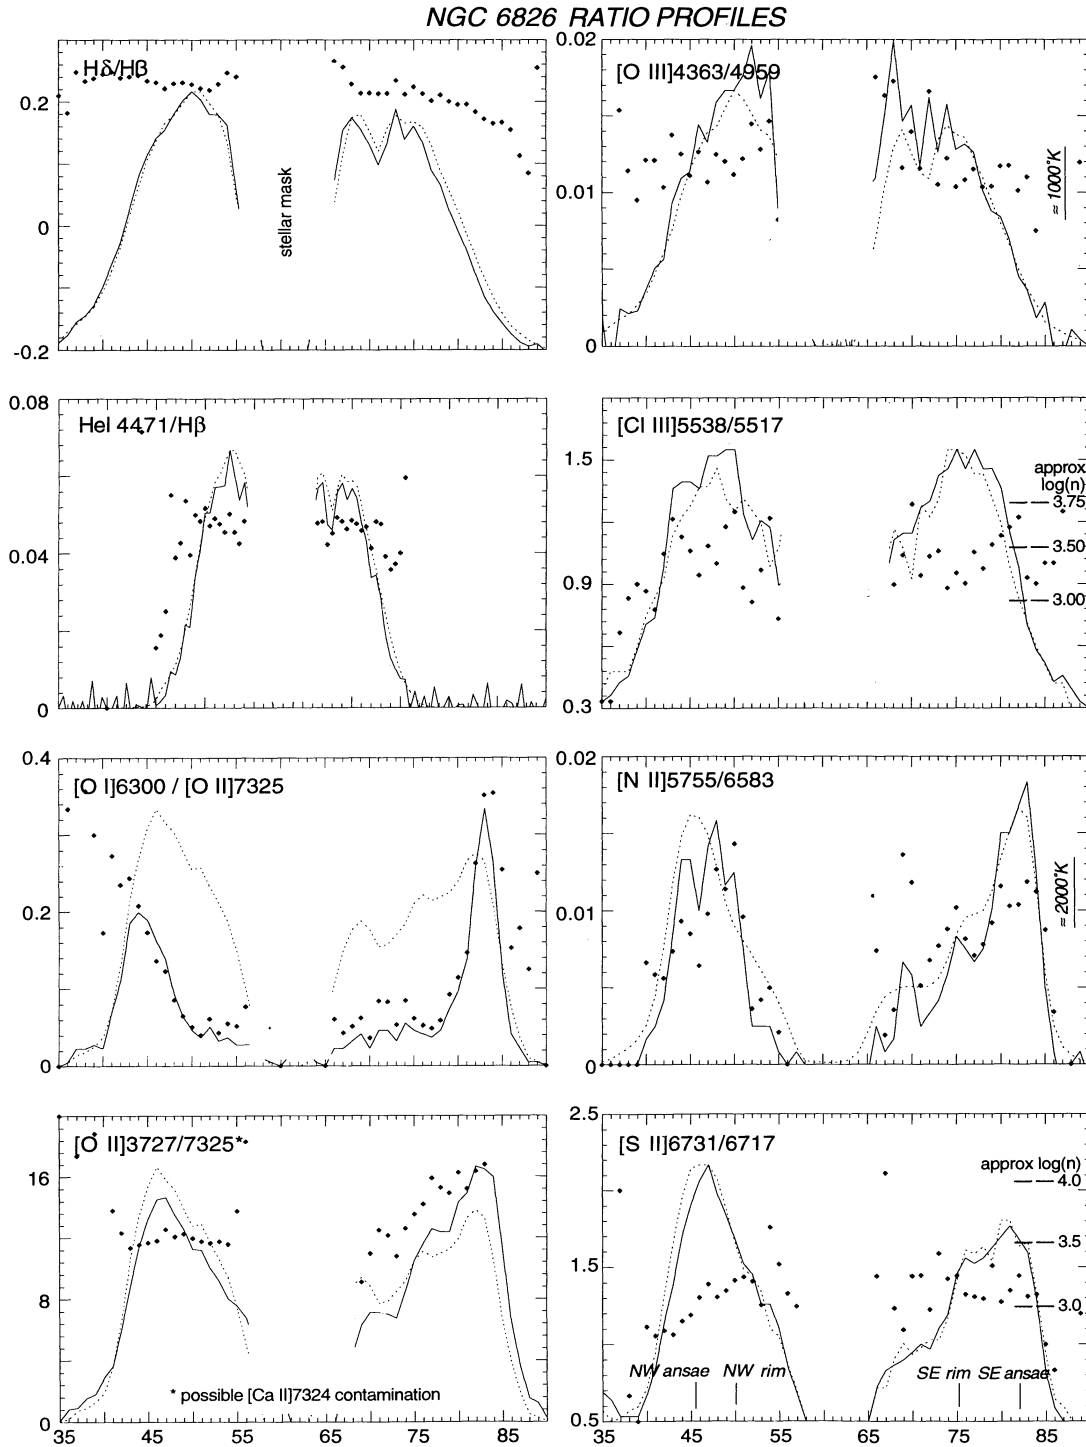 NGC 6826 RATIO PROFILES
Hδ/Hβ
0.2
0
-0.2
stellar mask
[O III]4363/4959
0.02
0.01
0
≈ 1000°K
HeI 4471/Hβ
0.08
0.04
0
[Cl III]5538/5517
1.5
0.9
0.3
approx
log(n)
3.75
3.50
3.00
[O I]6300 / [O II]7325
0.4
0.2
0
[N II]5755/6583
0.02
0.01
0
≈ 2000°K
[O II]3727/7325*
16
8
0
* possible [Ca II]7324 contamination
35 45 55 65 75 85
[S II]6731/6717
2.5
1.5
0.5
approx log(n)
4.0
3.5
3.0
NW ansae NW rim SE rim SE ansae
35 45 55 65 75 85